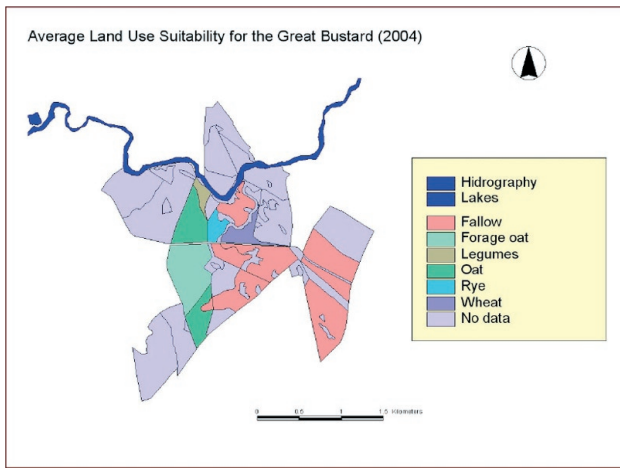 Average Land Use Suitability for the Great Bustard (2004)
Hidrography
Lakes
Fallow
Forage oat
Legumes
Oat
Rye
Wheat
No data
0 0.5 1 1.5 Kilometers